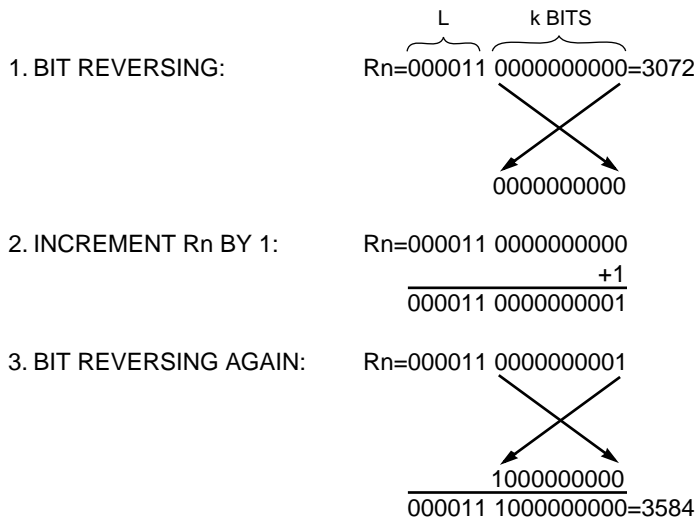 L k BITS
1. BIT REVERSING: Rn=000011 0000000000=3072
0000000000
2. INCREMENT Rn BY 1: Rn=000011 0000000000
+1
000011 0000000001
3. BIT REVERSING AGAIN: Rn=000011 0000000001
1000000000
000011 1000000000=3584